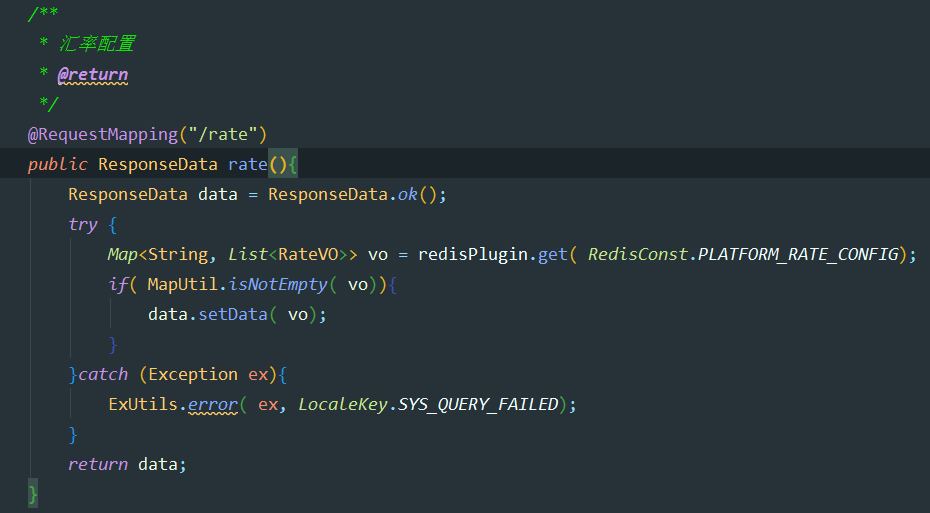 /**
 * 汇率配置
 * @return
 */
@RequestMapping("/rate")
public ResponseData rate(){
    ResponseData data = ResponseData.ok();
    try {
        Map<String, List<RateVO>> vo = redisPlugin.get( RedisConst.PLATFORM_RATE_CONFIG);
        if( MapUtil.isNotEmpty( vo)){
            data.setData( vo);
        }
    }catch (Exception ex){
        ExUtils.error( ex, LocaleKey.SYS_QUERY_FAILED);
    }
    return data;
}